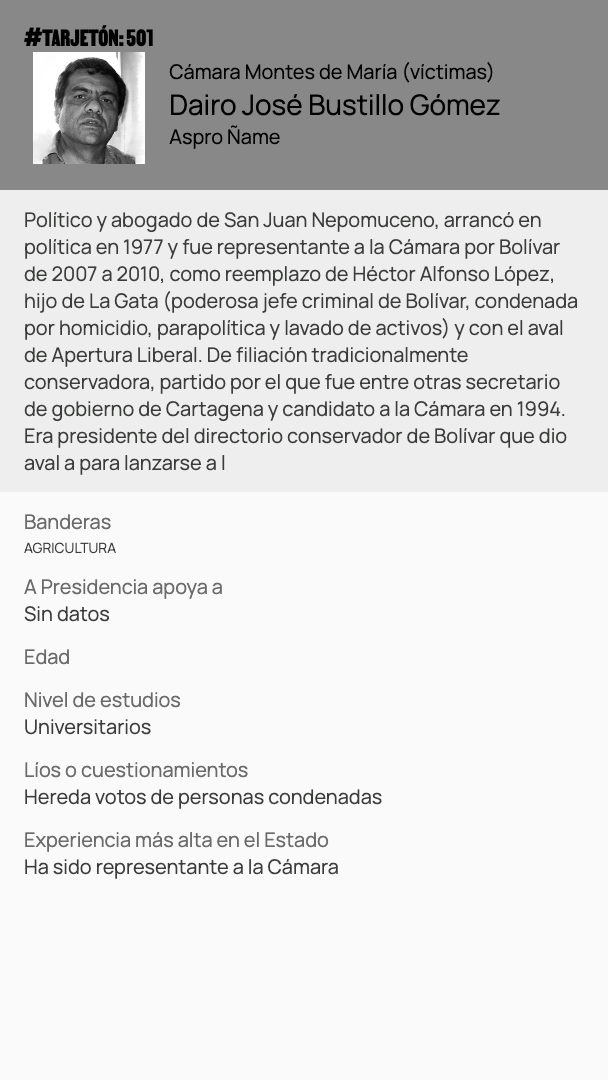 #TARJETÓN: 501
Cámara Montes de María (víctimas)
Dairo José Bustillo Gómez
Aspro Ñame
Político y abogado de San Juan Nepomuceno, arrancó en
política en 1977 y fue representante a la Cámara por Bolívar
de 2007 a 2010, como reemplazo de Héctor Alfonso López,
hijo de La Gata (poderosa jefe criminal de Bolívar, condenada
por homicidio, parapolítica y lavado de activos) y con el aval
de Apertura Liberal. De filiación tradicionalmente
conservadora, partido por el que fue entre otras secretario
de gobierno de Cartagena y candidato a la Cámara en 1994.
Era presidente del directorio conservador de Bolívar que dio
aval a para lanzarse a l
Banderas
AGRICULTURA
A Presidencia apoya a
Sin datos
Edad
Nivel de estudios
Universitarios
Líos o cuestionamientos
Hereda votos de personas condenadas
Experiencia más alta en el Estado
Ha sido representante a la Cámara